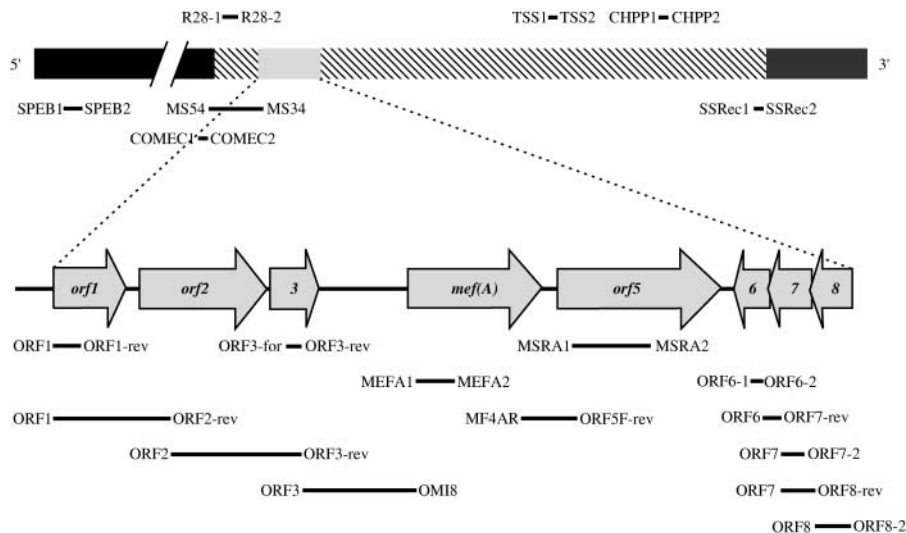 R28-1 R28-2 TSS1 TSS2 CHPP1 CHPP2
5' 3'
SPEB1 SPEB2 MS54 MS34 SSRec1 SSRec2
COMEC1 COMEC2
orf1 orf2 3 mef(A) orf5 6 7 8
ORF1 ORF1-rev ORF3-for ORF3-rev MSRA1 MSRA2
MEFA1 MEFA2 ORF6-1 ORF6-2
ORF1 ORF2-rev MF4AR ORF5F-rev ORF6 ORF7-rev
ORF2 ORF3-rev ORF7 ORF7-2
ORF3 OMI8 ORF7 ORF8-rev
ORF8 ORF8-2